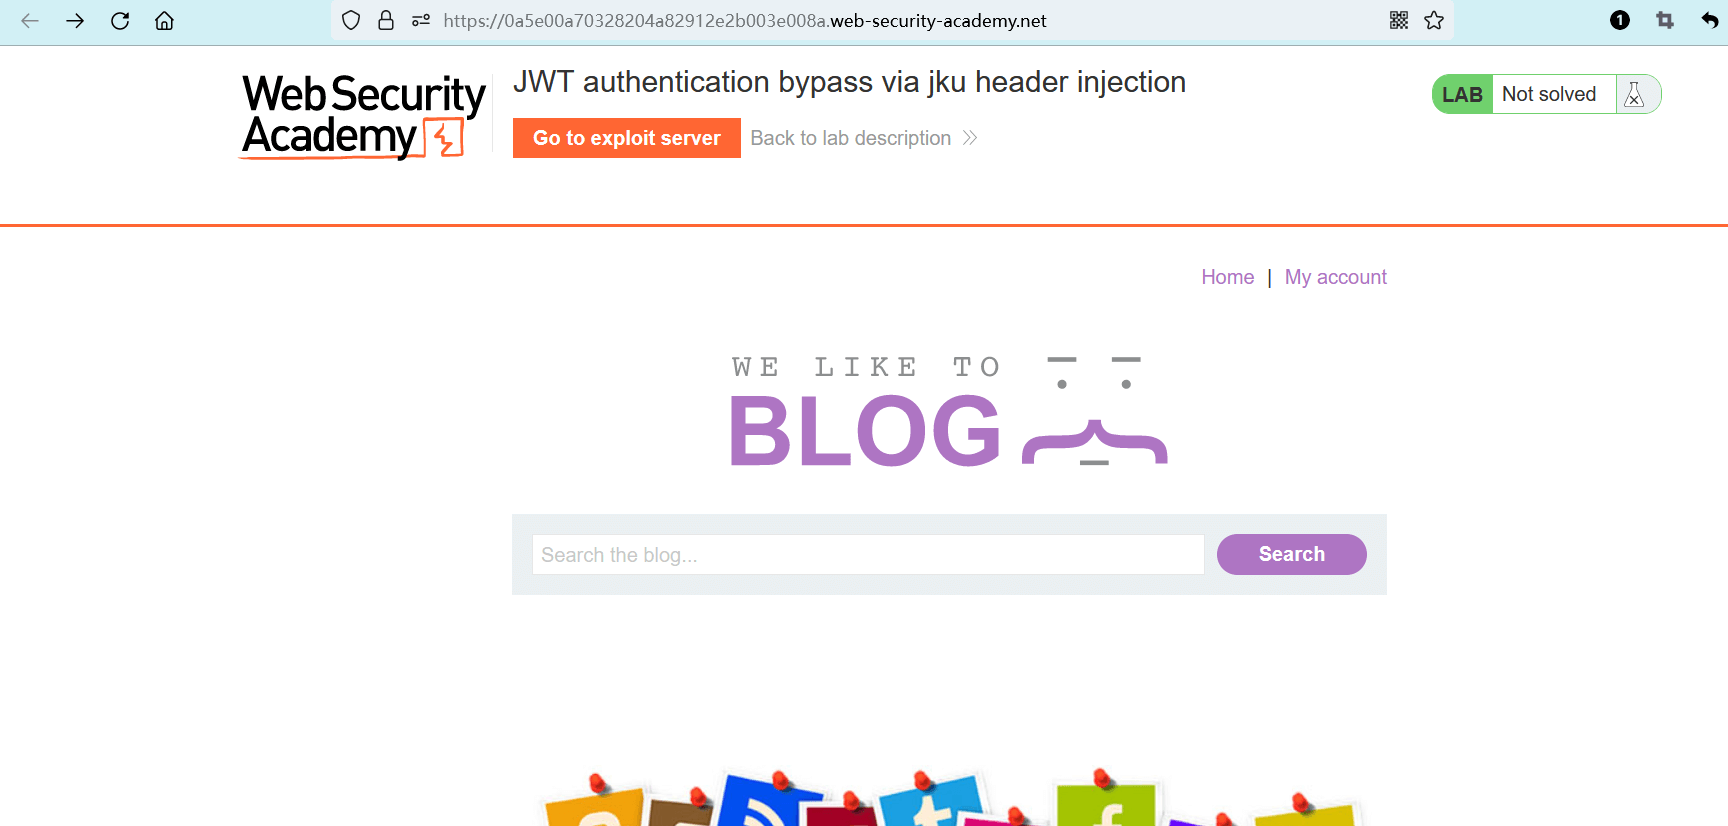 https://0a5e00a70328204a82912e2b003e008a.web-security-academy.net
1
Web Security
Academy
JWT authentication bypass via jku header injection
Go to exploit server
Back to lab description
LAB Not solved
Home | My account
WE LIKE TO
BLOG
Search the blog...
Search